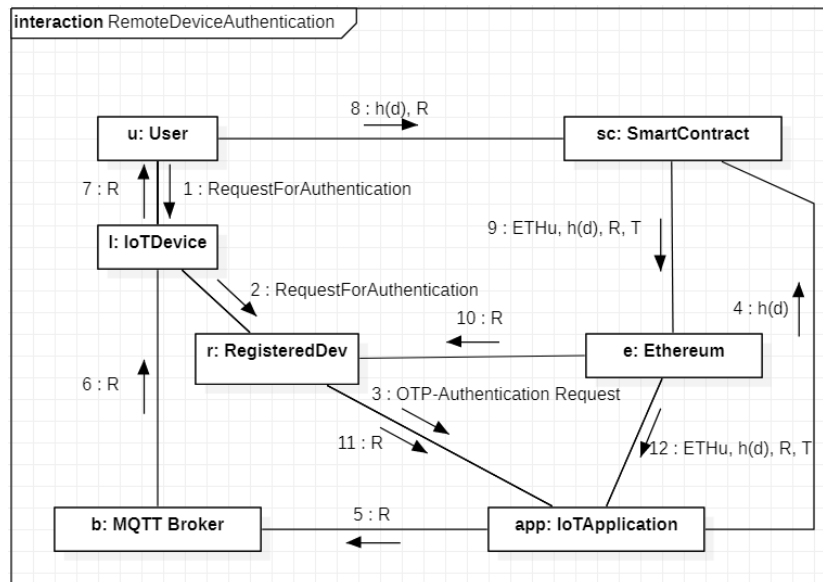 interaction RemoteDeviceAuthentication
8 : h(d), R
u: User
sc: SmartContract
7 : R
1 : RequestForAuthentication
I: IoTDevice
9 : ETHu, h(d), R, T
2 : RequestForAuthentication
4 : h(d)
10 : R
r: RegisteredDev
e: Ethereum
6 : R
3 : OTP-Authentication Request
11 : R
12 : ETHu, h(d), R, T
5 : R
b: MQTT Broker
app: IoTApplication